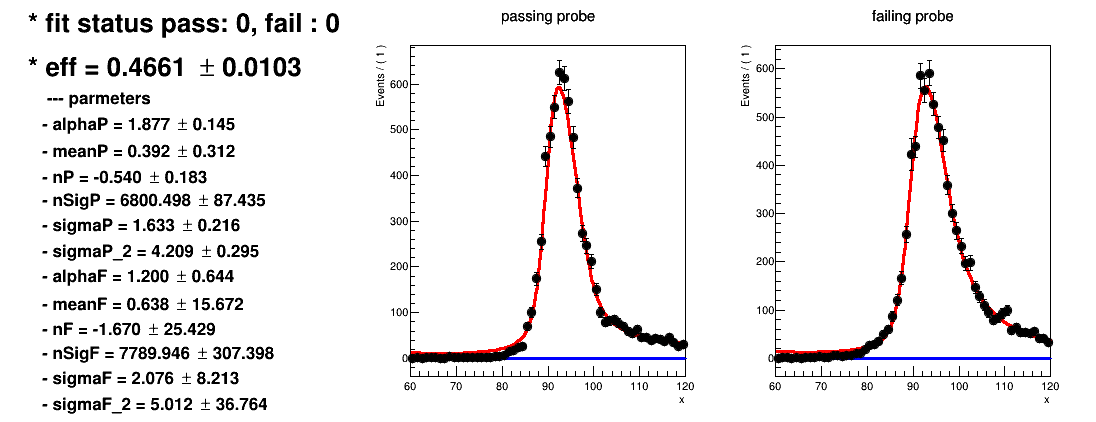 * fit status pass: 0, fail : 0
* eff = 0.4661 ± 0.0103
--- parmeters
- alphaP = 1.877 ± 0.145
- meanP = 0.392 ± 0.312
- nP = -0.540 ± 0.183
- nSigP = 6800.498 ± 87.435
- sigmaP = 1.633 ± 0.216
- sigmaP_2 = 4.209 ± 0.295
- alphaF = 1.200 ± 0.644
- meanF = 0.638 ± 15.672
- nF = -1.670 ± 25.429
- nSigF = 7789.946 ± 307.398
- sigmaF = 2.076 ± 8.213
- sigmaF_2 = 5.012 ± 36.764
passing probe
Events / ( 1 )
600
500
400
300
200
100
0
60 70 80 90 100 110 120
x
failing probe
Events / ( 1 )
600
500
400
300
200
100
0
60 70 80 90 100 110 120
x